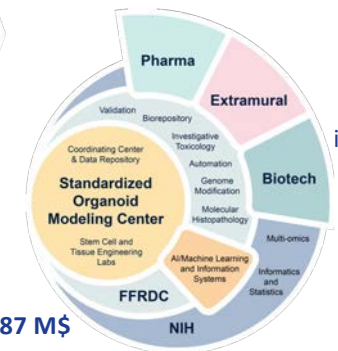 Pharma
Extramural
i
Biotech
Validation
Biorepository
Investigative
Toxicology
Automation
Genome
Modification
Molecular
Histopathology
Coordinating Center
& Data Repository
Standardized
Organoid
Modeling Center
Stem Cell and
Tissue Engineering
Labs
AI/Machine Learning
and Information
Systems
Multi-omics
Informatics
and
Statistics
FFRDC
NIH
87 M$